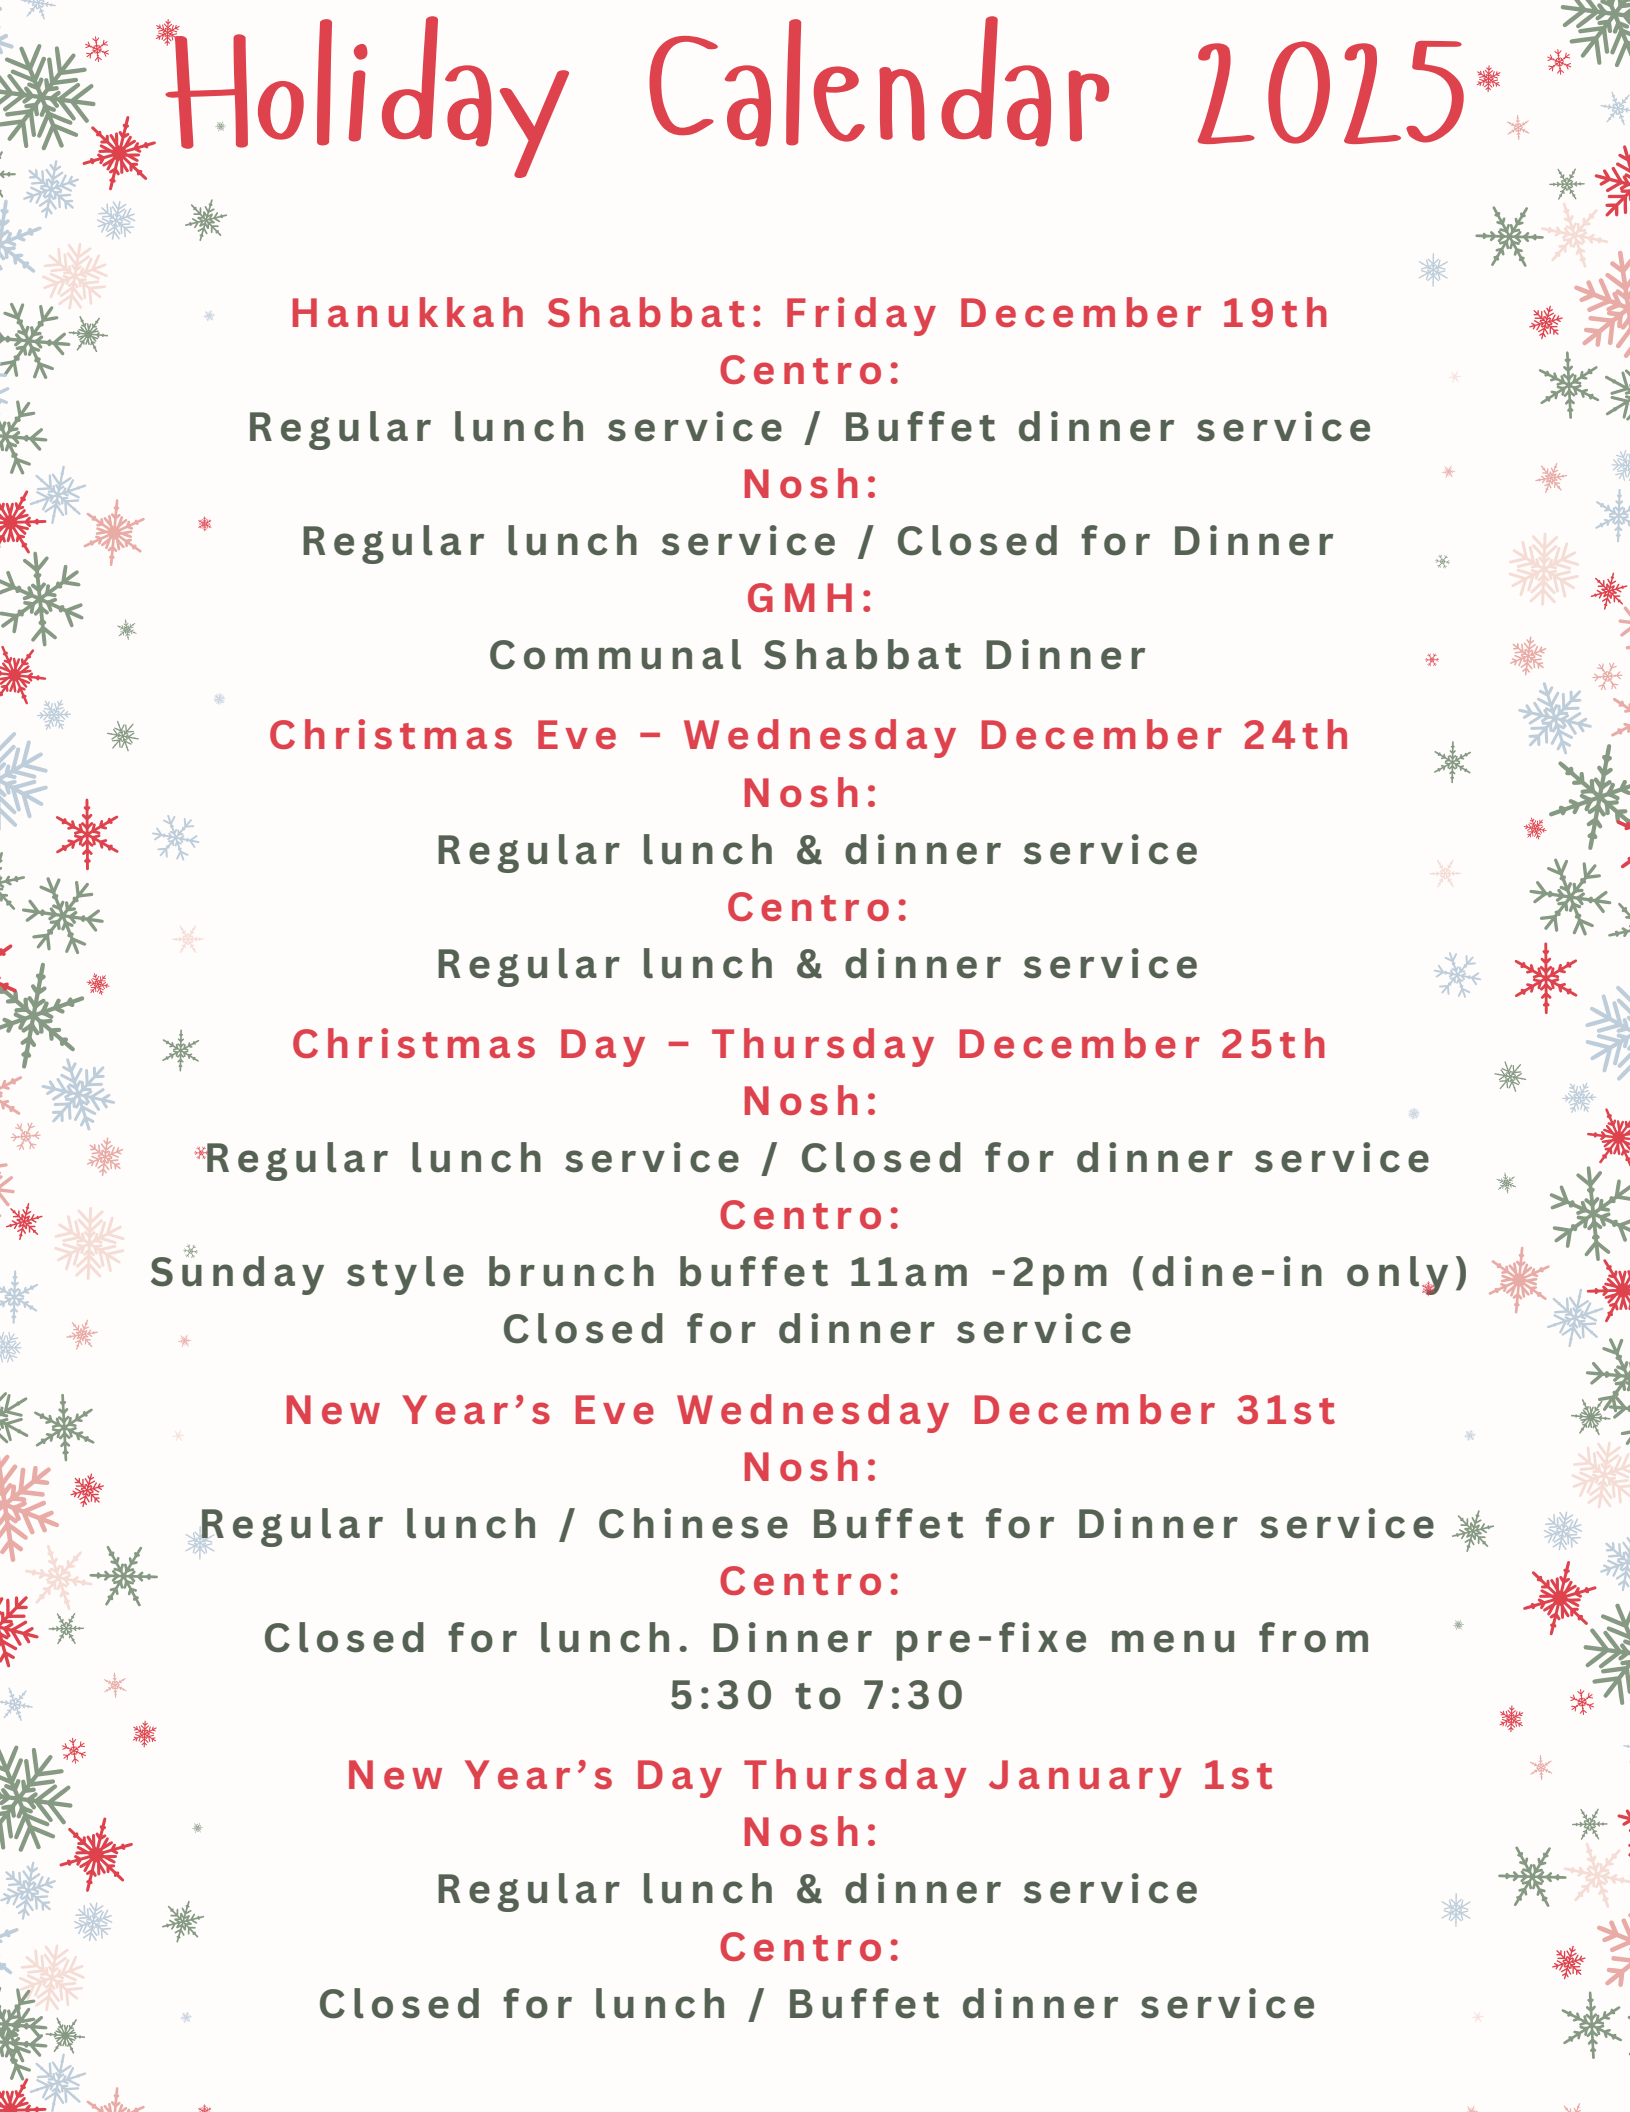 Holiday Calendar 2025
Hanukkah Shabbat: Friday December 19th
Centro:
Regular lunch service / Buffet dinner service
Nosh:
Regular lunch service / Closed for Dinner
GMH:
Communal Shabbat Dinner
Christmas Eve – Wednesday December 24th
Nosh:
Regular lunch & dinner service
Centro:
Regular lunch & dinner service
Christmas Day – Thursday December 25th
Nosh:
Regular lunch service / Closed for dinner service
Centro:
Sunday style brunch buffet 11am -2pm (dine-in only)
Closed for dinner service
New Year’s Eve Wednesday December 31st
Nosh:
Regular lunch / Chinese Buffet for Dinner service
Centro:
Closed for lunch. Dinner pre-fixe menu from
5:30 to 7:30
New Year’s Day Thursday January 1st
Nosh:
Regular lunch & dinner service
Centro:
Closed for lunch / Buffet dinner service